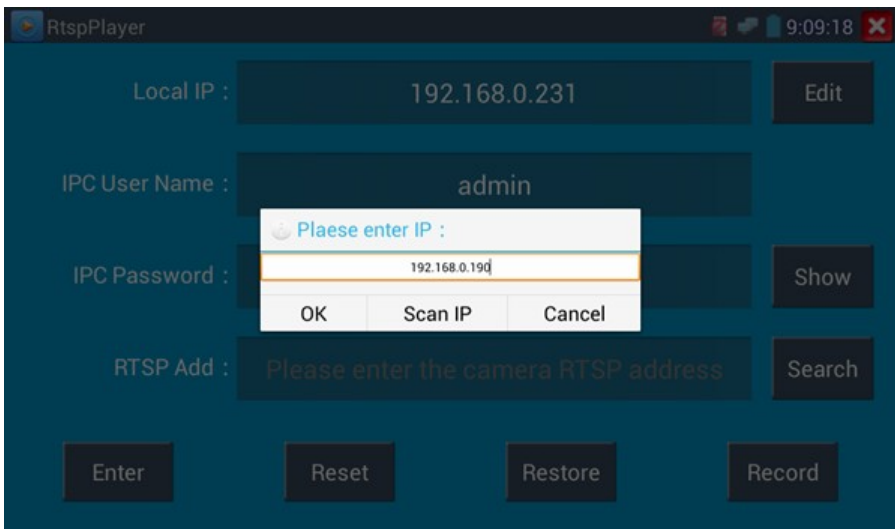 RtspPlayer 9:09:18
Local IP : 192.168.0.231 Edit
IPC User Name : admin
Plaese enter IP :
192.168.0.190
IPC Password : Show
OK Scan IP Cancel
RTSP Add : Please enter the camera RTSP address Search
Enter Reset Restore Record